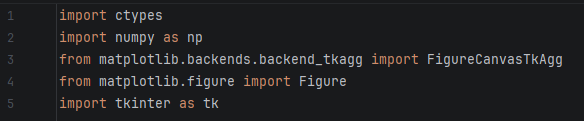 1 import ctypes
2 import numpy as np
3 from matplotlib.backends.backend_tkagg import FigureCanvasTkAgg
4 from matplotlib.figure import Figure
5 import tkinter as tk